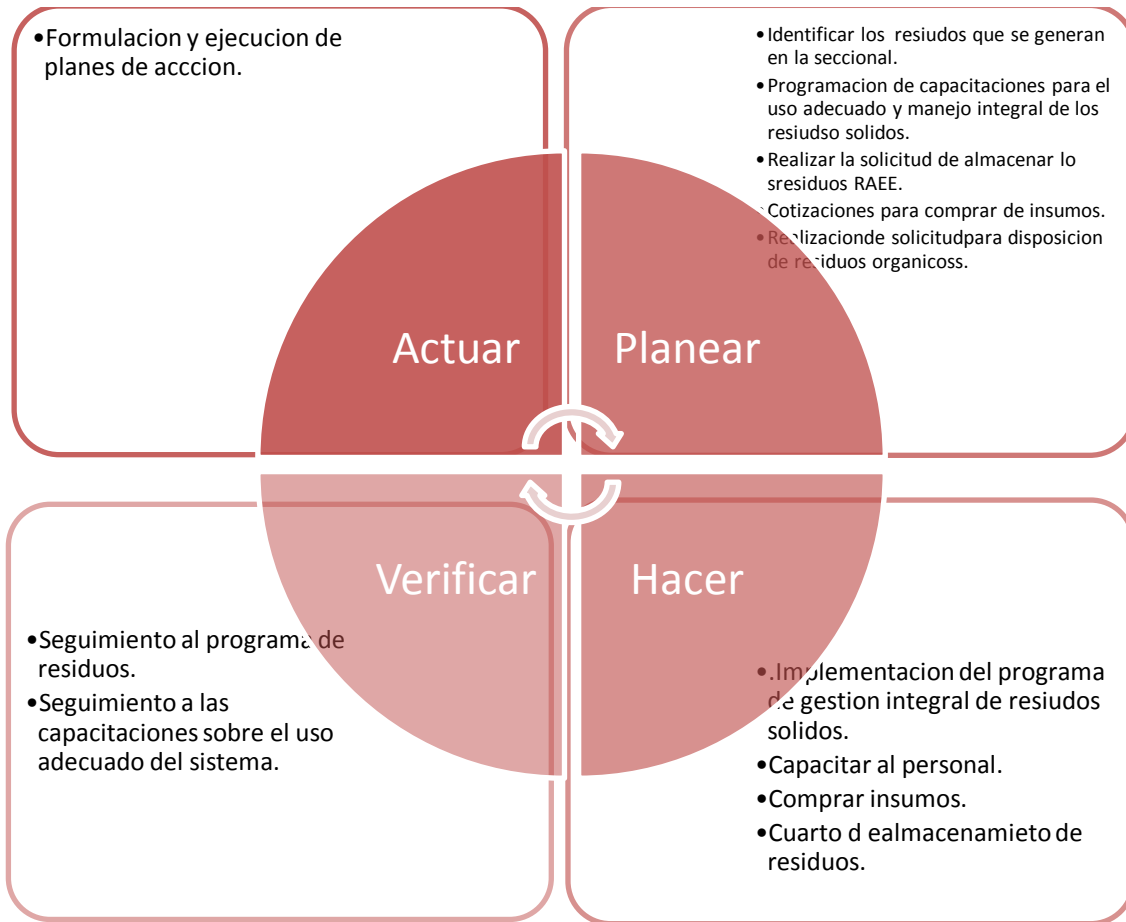 •Formulacion y ejecucion de
planes de acccion.
•Identificar los resiudos que se generan
en la seccional.
•Programacion de capacitaciones para el
uso adecuado y manejo integral de los
resiudso solidos.
•Realizar la solicitud de almacenar lo
sresiduos RAEE.
•Cotizaciones para comprar de insumos.
•Realizacionde solicitudpara disposicion
de residuos organicoss.
Actuar
Planear
Verificar
Hacer
•Seguimiento al programa de
residuos.
•Seguimiento a las
capacitaciones sobre el uso
adecuado del sistema.
•.Implementacion del programa
de gestion integral de resiudos
solidos.
•Capacitar al personal.
•Comprar insumos.
•Cuarto d ealmacenamieto de
residuos.